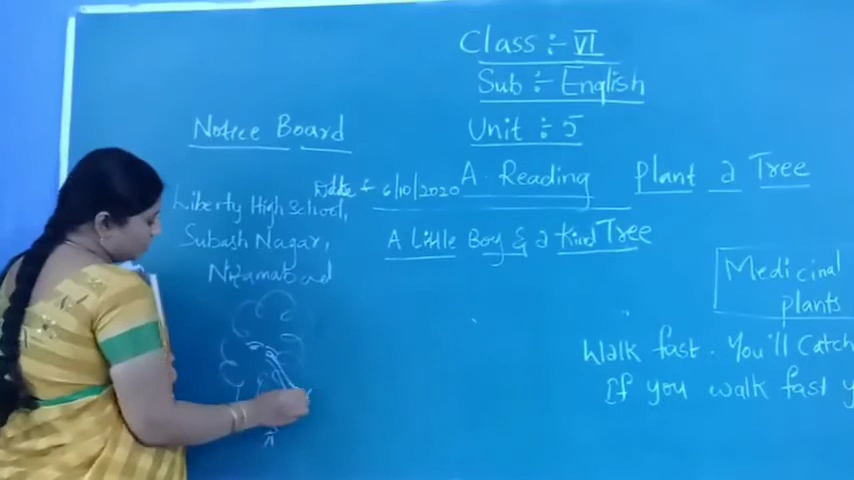 Class :- VI
Sub :- English
Unit : 5
A. Reading Plant a Tree
A Little Boy & a Kind Tree
Notice Board
Date :- 6/10/2020
Liberty High School,
Subash Nagar,
Nizamabad
Medicinal
plants
Walk fast. You'll Catch
If you walk fast y